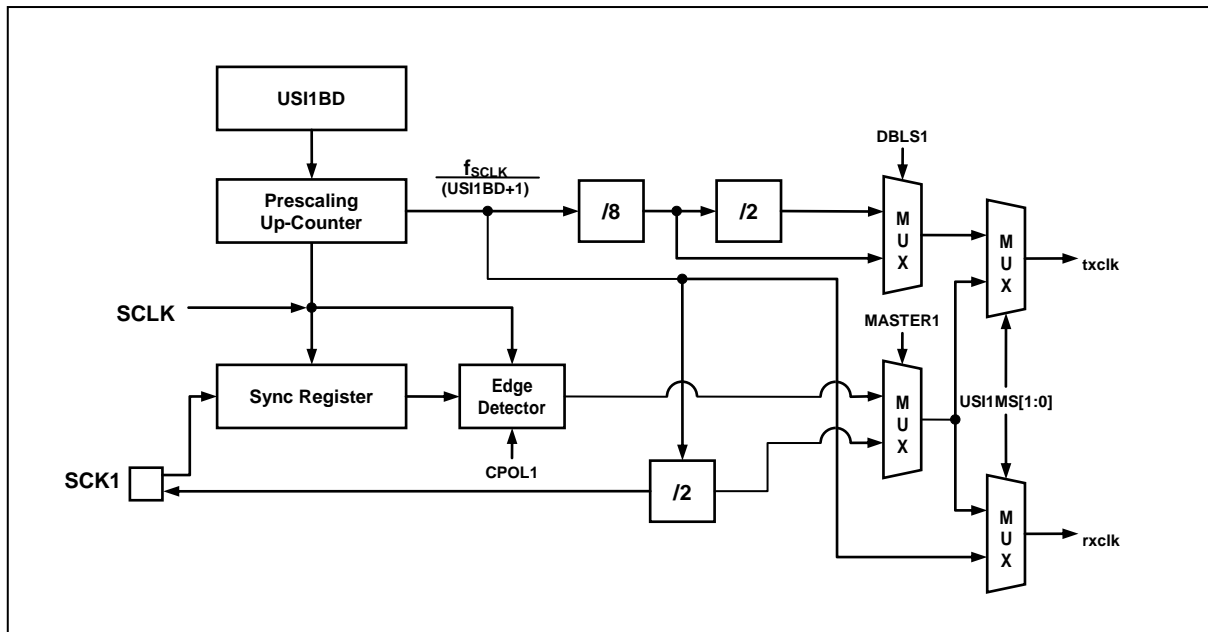 USI1BD
DBLS1
fSCLK
(USI1BD+1)
Prescaling
Up-Counter
/8
/2
M
U
X
M
U
X
txclk
SCLK
MASTER1
Sync Register
Edge
Detector
M
U
X
USI1MS[1:0]
SCK1
CPOL1
/2
M
U
X
rxclk